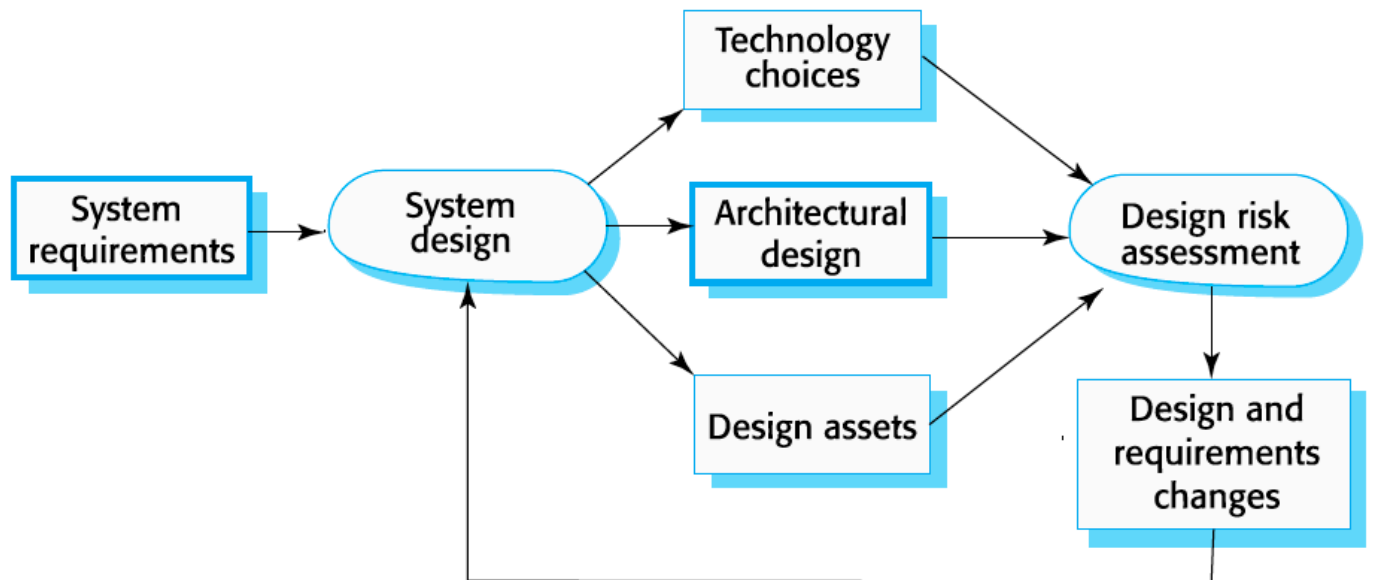 System
requirements
System
design
Technology
choices
Architectural
design
Design assets
Design risk
assessment
Design and
requirements
changes